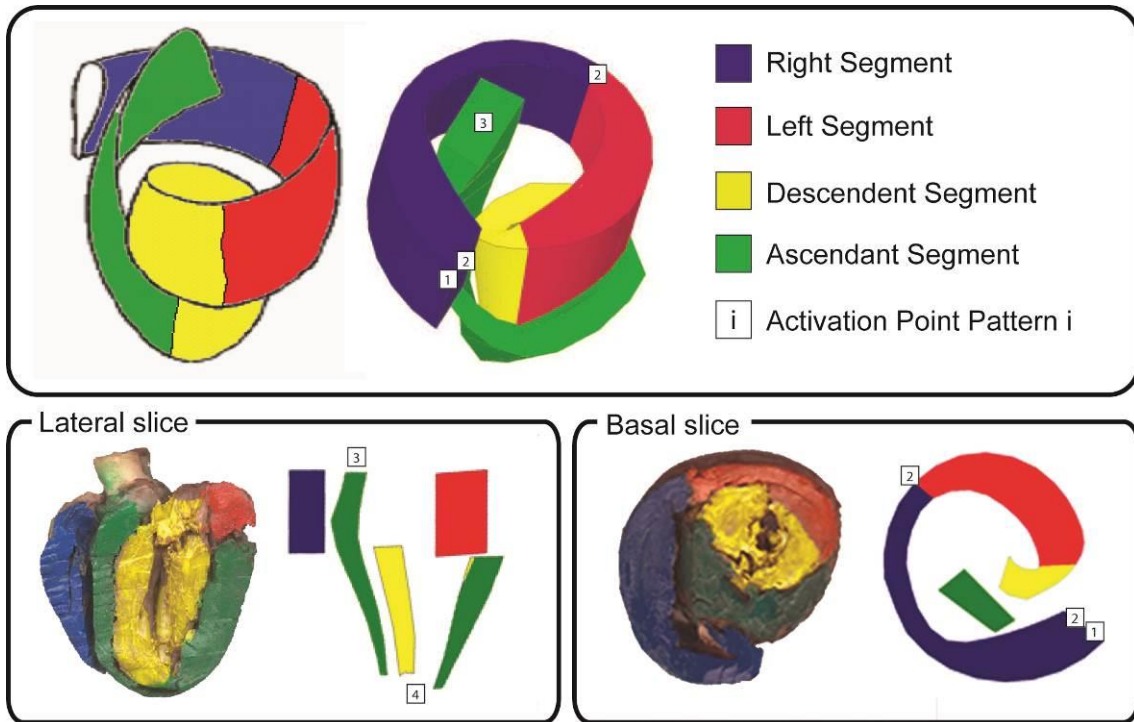 2
Right Segment
3
Left Segment
Descendent Segment
2
1
Ascendant Segment
i Activation Point Pattern i
Lateral slice
3
4
Basal slice
2
2
1